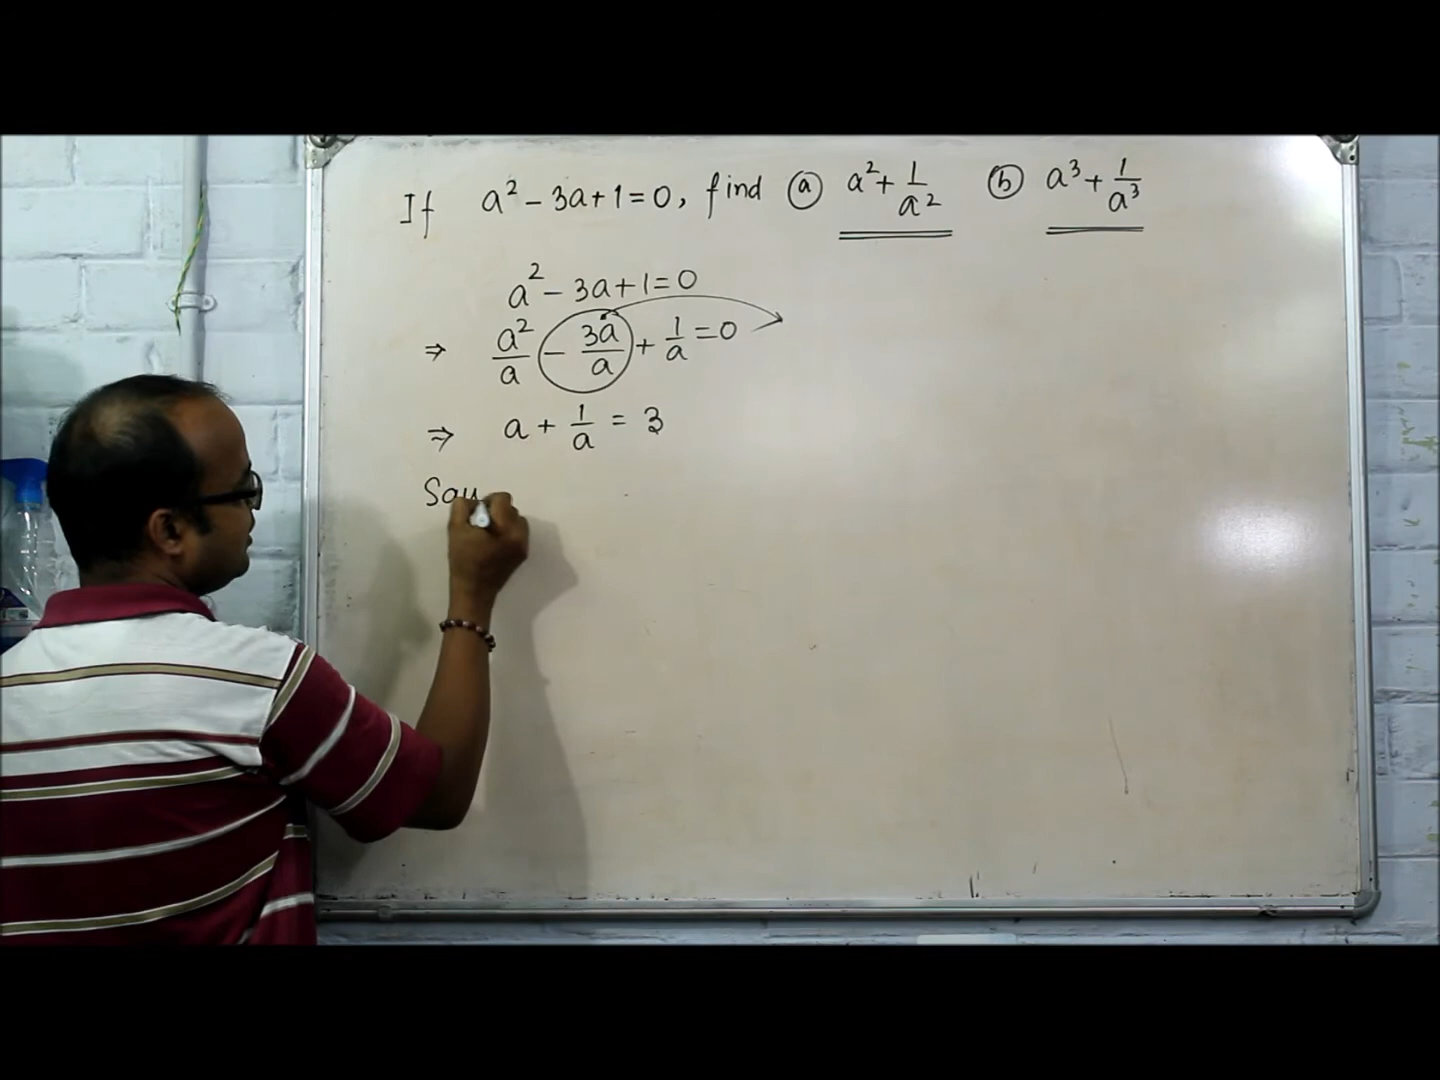 If a² - 3a + 1 = 0, find (a) a² + 1/a² (b) a³ + 1/a³
a² - 3a + 1 = 0
⇒ a²/a - 3a/a + 1/a = 0
⇒ a + 1/a = 3
Say